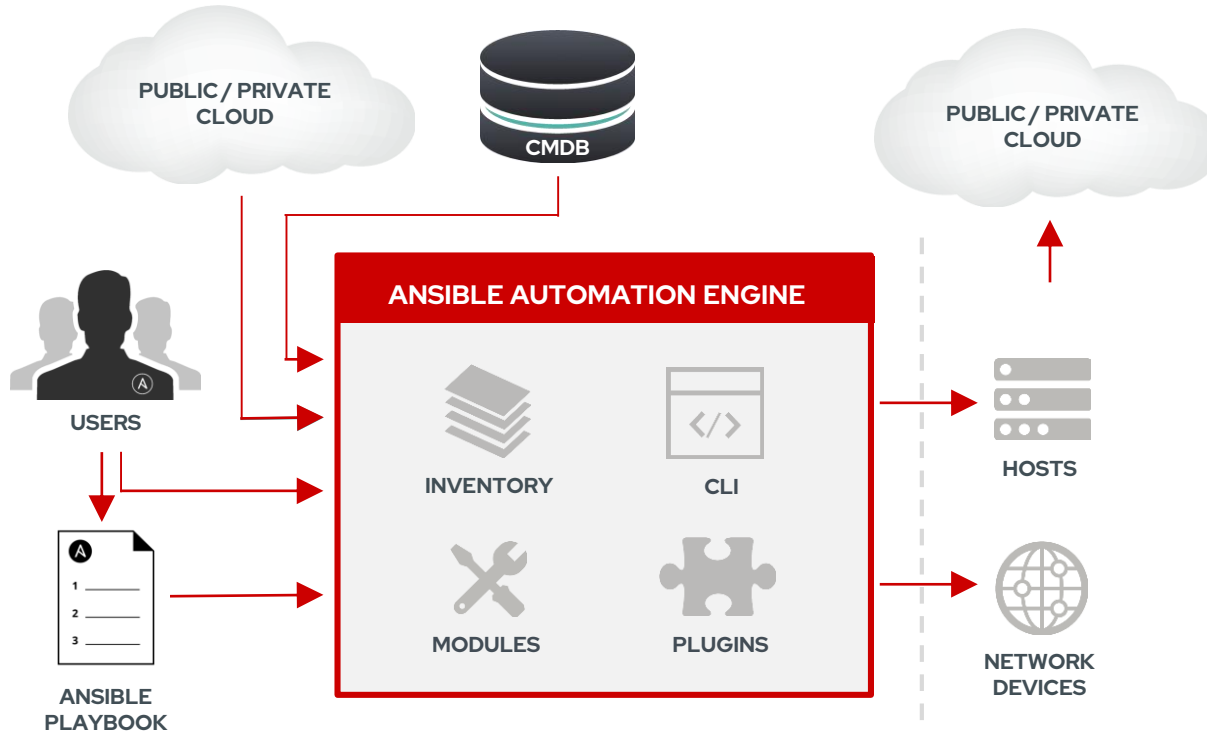 PUBLIC / PRIVATE
CLOUD
CMDB
PUBLIC / PRIVATE
CLOUD
USERS
ANSIBLE AUTOMATION ENGINE
INVENTORY
CLI
HOSTS
1
2
3
MODULES
PLUGINS
ANSIBLE
PLAYBOOK
NETWORK
DEVICES